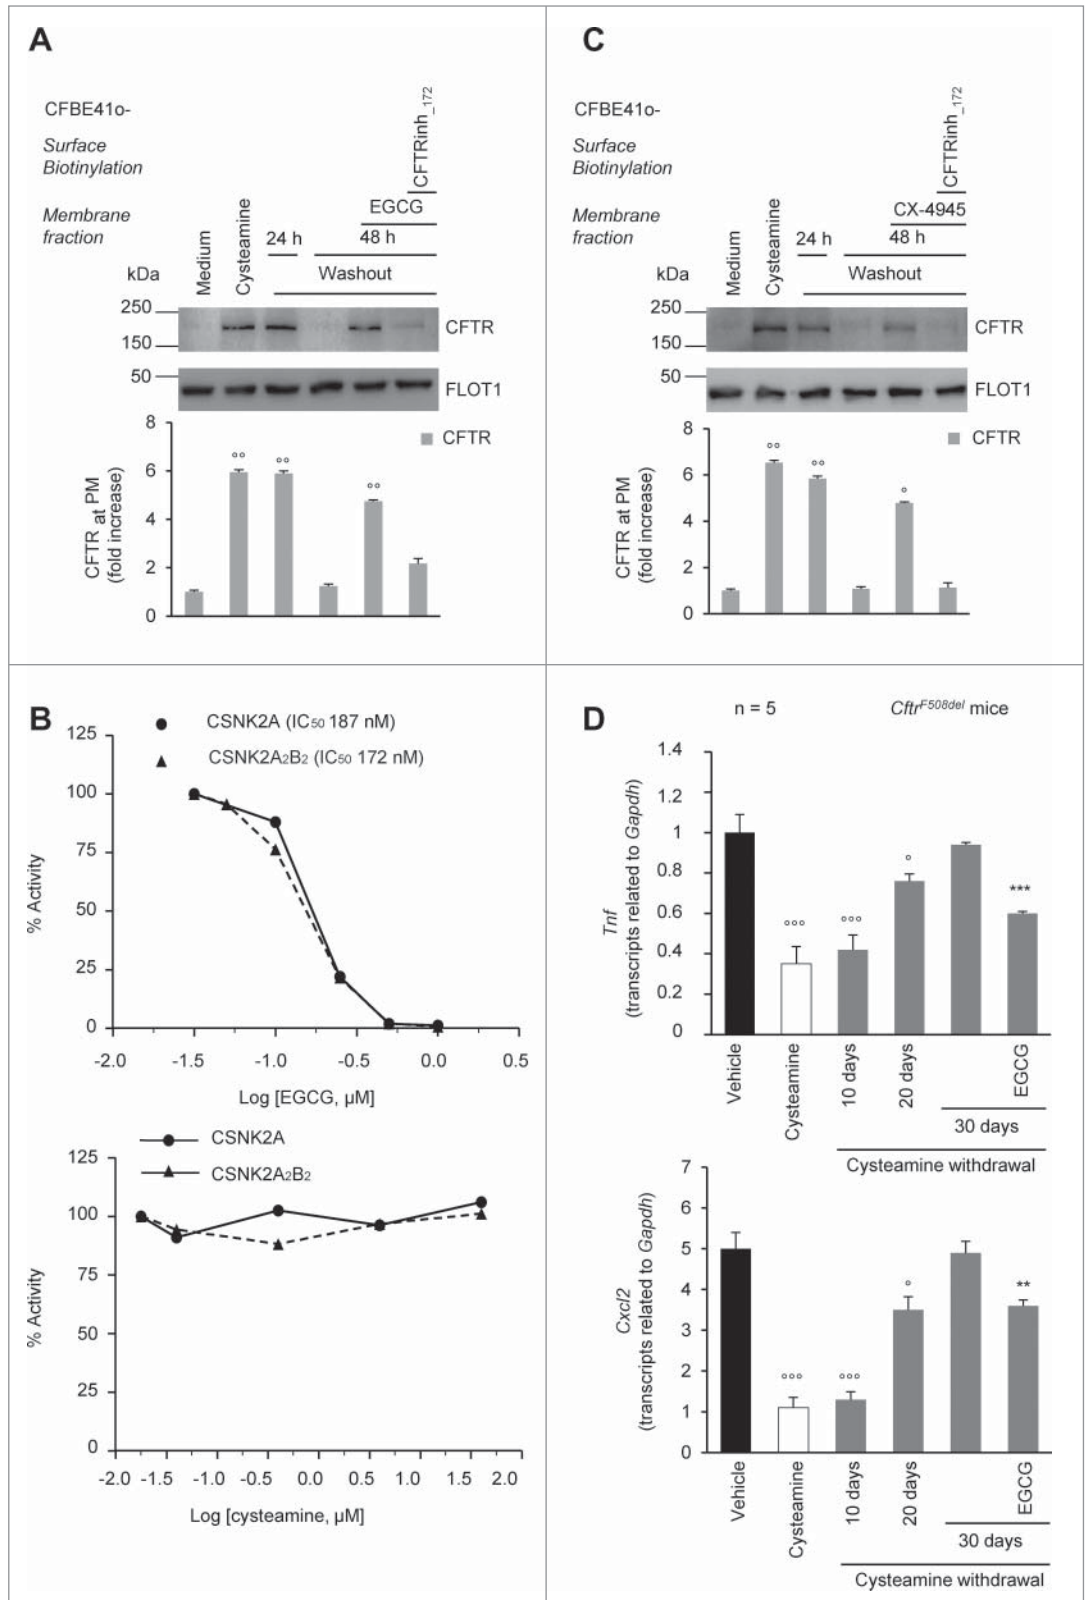 A
CFBE41o-
Surface
Biotinylation
Membrane
fraction
CFTRinh_172
EGCG
24 h
48 h
Washout
Medium
Cysteamine
kDa
250
150
CFTR
50
FLOT1
8
6
4
2
0
CFTR at PM
(fold increase)
CFTR
°°
°°
°°
C
CFBE41o-
Surface
Biotinylation
Membrane
fraction
CFTRinh_172
CX-4945
24 h
48 h
Washout
Medium
Cysteamine
kDa
250
150
CFTR
50
FLOT1
8
6
4
2
0
CFTR at PM
(fold increase)
CFTR
°°
°°
°
B
CSNK2A (IC50 187 nM)
CSNK2A2B2 (IC50 172 nM)
125
100
75
50
25
0
% Activity
-2.0 -1.5 -1.0 -0.5 0.0 0.5
Log [EGCG, µM]
CSNK2A
CSNK2A2B2
125
100
75
50
25
0
% Activity
-2.0 -1.5 -1.0 -0.5 0.0 0.5 1.0 1.5 2.0
Log [cysteamine, µM]
D
n = 5
CftrF508del mice
1.4
1.2
1
0.8
0.6
0.4
0.2
0
Tnf
(transcripts related to Gapdh)
°°°
°°°
°
***
Vehicle
Cysteamine
10 days
20 days
EGCG
30 days
Cysteamine withdrawal
7
6
5
4
3
2
1
0
Cxcl2
(transcripts related to Gapdh)
°°°
°°°
°
**
Vehicle
Cysteamine
10 days
20 days
EGCG
30 days
Cysteamine withdrawal